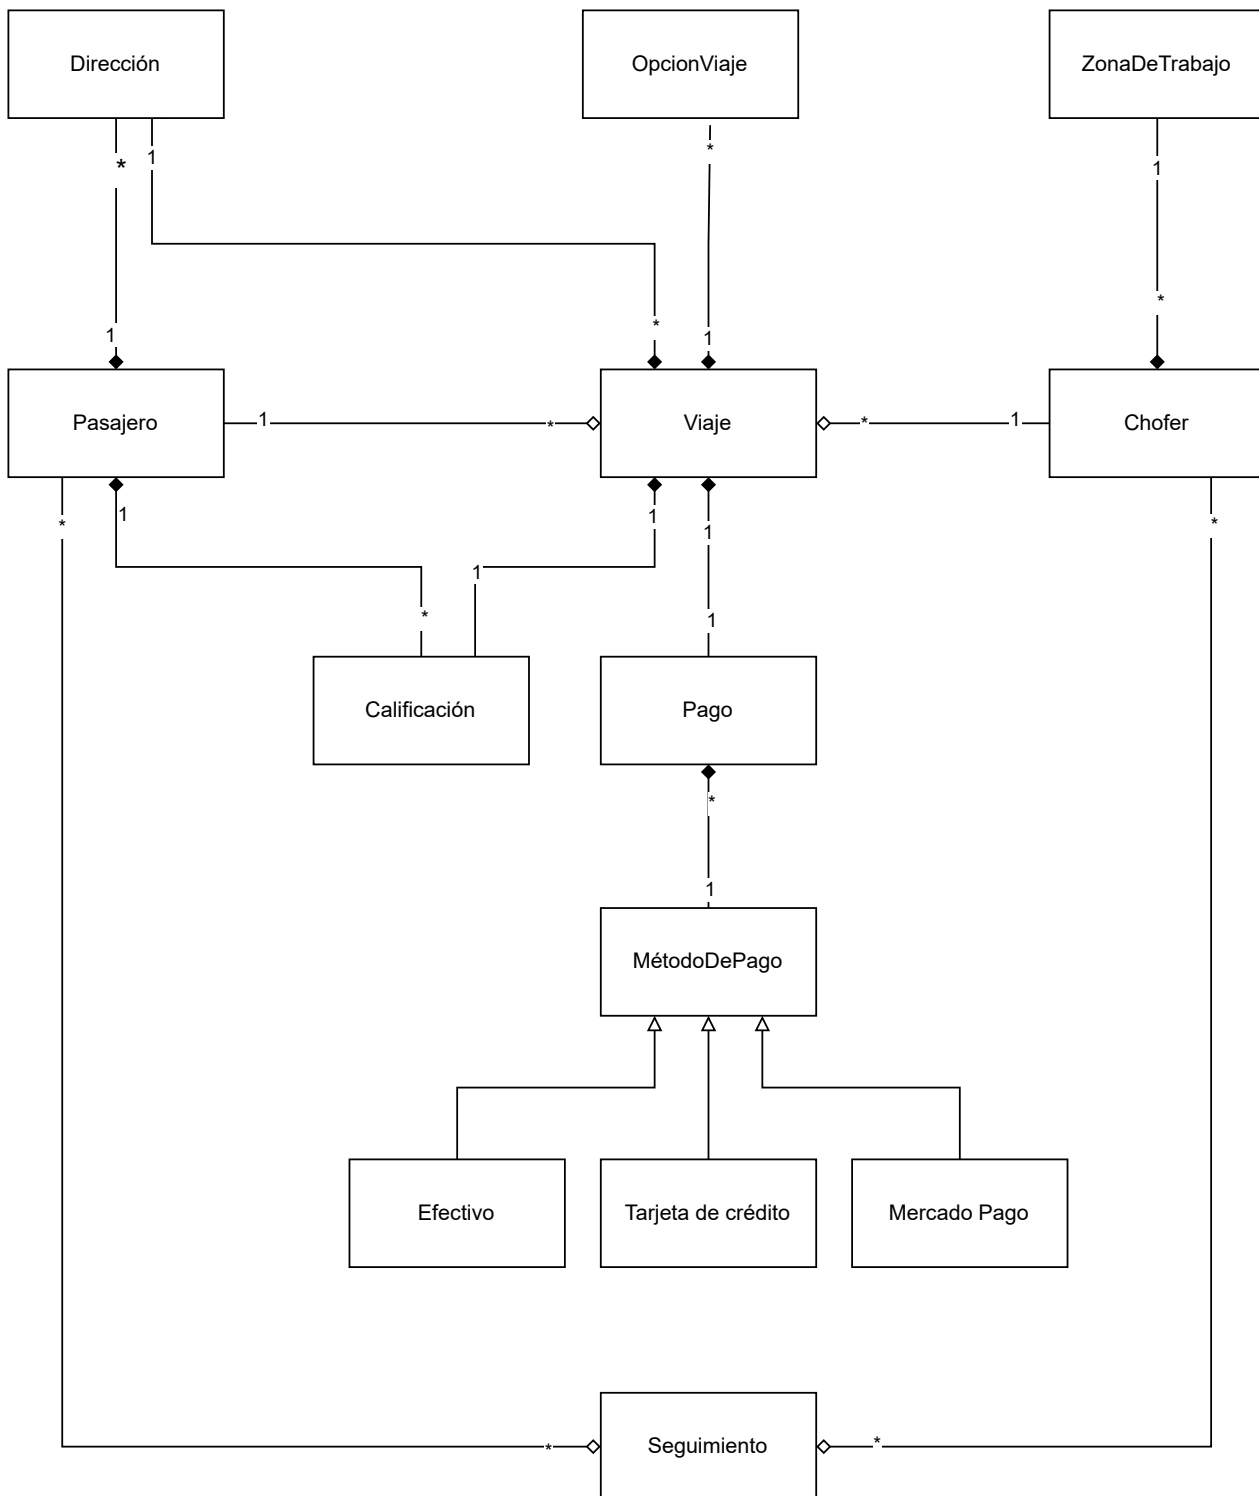 Dirección
OpcionViaje
ZonaDeTrabajo
* 1
*
1
1
*
1
*
1
Pasajero
1
*
Viaje
*
1
Chofer
*
1
1
1
*
1
*
1
Calificación
Pago
*
1
MétodoDePago
Efectivo
Tarjeta de crédito
Mercado Pago
*
Seguimiento
*